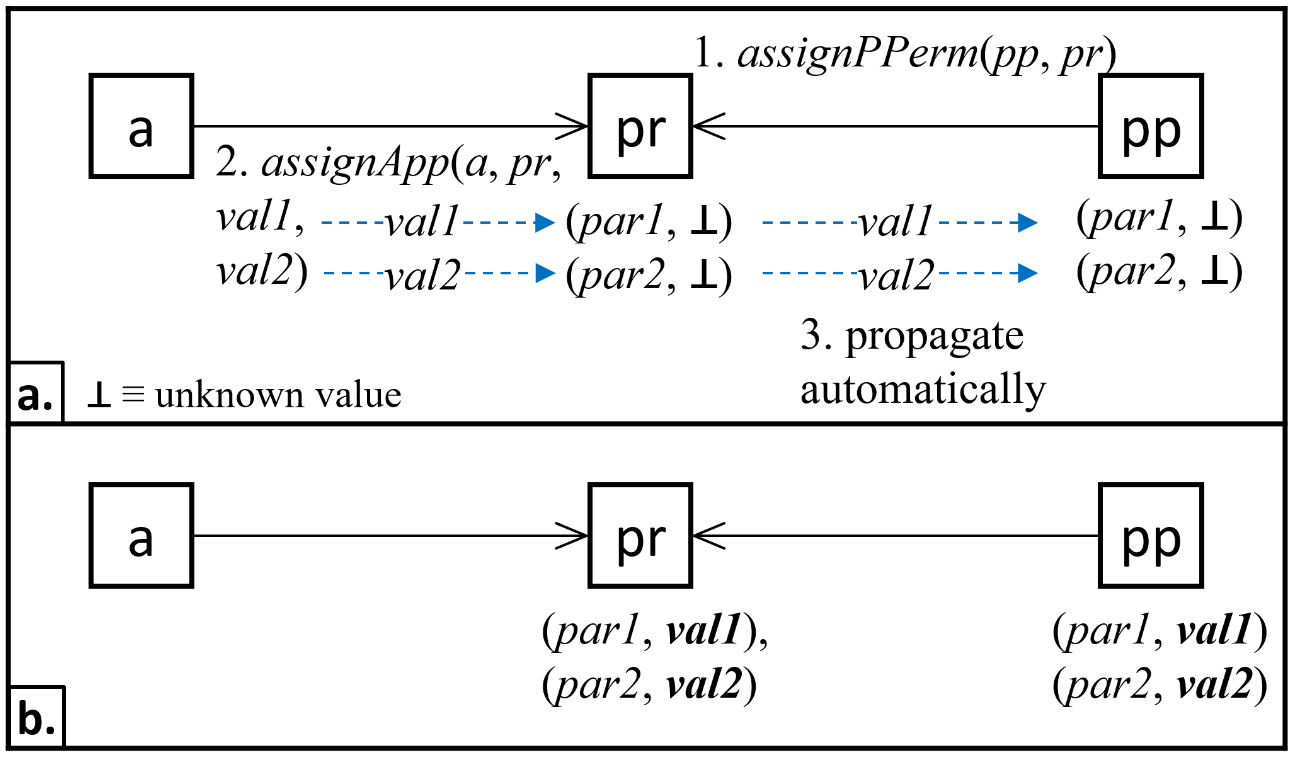 1. assignPPerm(pp, pr)
a
pr
pp
2. assignApp(a, pr,
val1, val1 (par1, ⊥) val1 (par1, ⊥)
val2) val2 (par2, ⊥) val2 (par2, ⊥)
3. propagate
automatically
a. ⊥ ≡ unknown value
a
pr
pp
(par1, val1), (par1, val1)
(par2, val2) (par2, val2)
b.